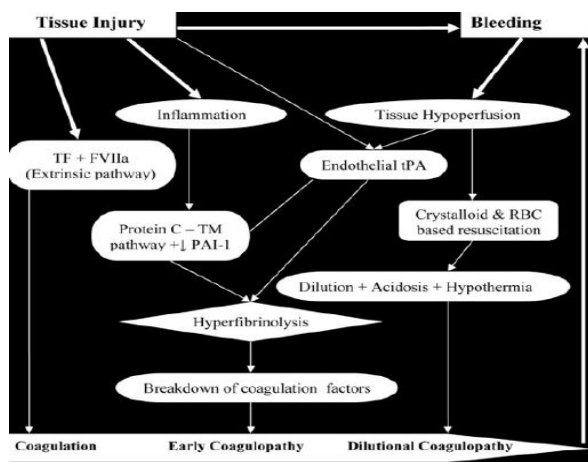 Tissue Injury
Bleeding
Inflammation
Tissue Hypoperfusion
TF + FVIIa
(Extrinsic pathway)
Endothelial tPA
Protein C – TM
pathway +↓ PAI-1
Crystalloid & RBC
based resuscitation
Dilution + Acidosis + Hypothermia
Hyperfibrinolysis
Breakdown of coagulation factors
Coagulation
Early Coagulopathy
Dilutional Coagulopathy